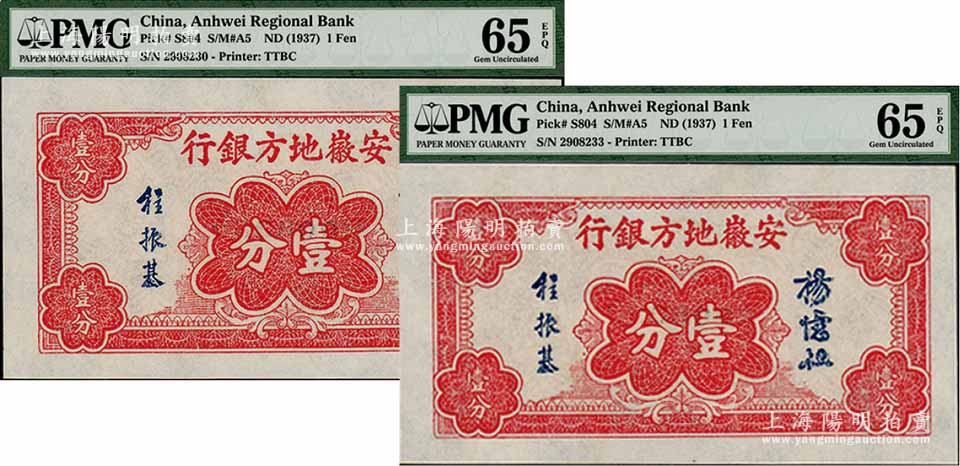 PMG
PAPER MONEY GUARANTY
China, Anhwei Regional Bank
Pick# S804 S/M#A5 ND (1937) 1 Fen
S/N 2908230 - Printer: TTBC
65 EPQ
Gem Uncirculated
行銀方地徽安
壹分
程振基
分壹
壹分
PMG
PAPER MONEY GUARANTY
China, Anhwei Regional Bank
Pick# S804 S/M#A5 ND (1937) 1 Fen
S/N 2908233 - Printer: TTBC
65 EPQ
Gem Uncirculated
行銀方地徽安
壹分
壹分
程振基
分壹
壹分
壹分
上海陽明拍賣
www.yangmingauction.com
上海陽明拍賣
www.yangmingauction.com